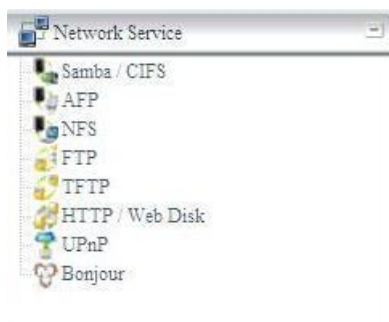 Network Service
Samba / CIFS
AFP
NFS
FTP
TFTP
HTTP / Web Disk
UPnP
Bonjour